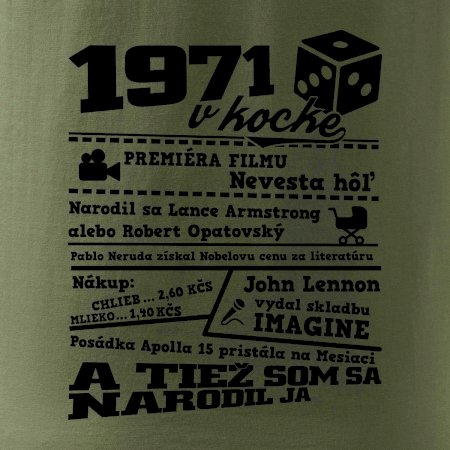 1971
v kocke
PREMIÉRA FILMU
Nevesta hôľ
Narodil sa Lance Armstrong
alebo Robert Opatovský
Pablo Neruda získal Nobelovu cenu za literatúru
Nákup:
CHLIEB ... 2,60 KČS
MLIEKO ... 1,40 KČS
John Lennon
vydal skladbu
IMAGINE
Posádka Apolla 15 pristála na Mesiaci
A TIEŽ SOM SA
NARODIL JA